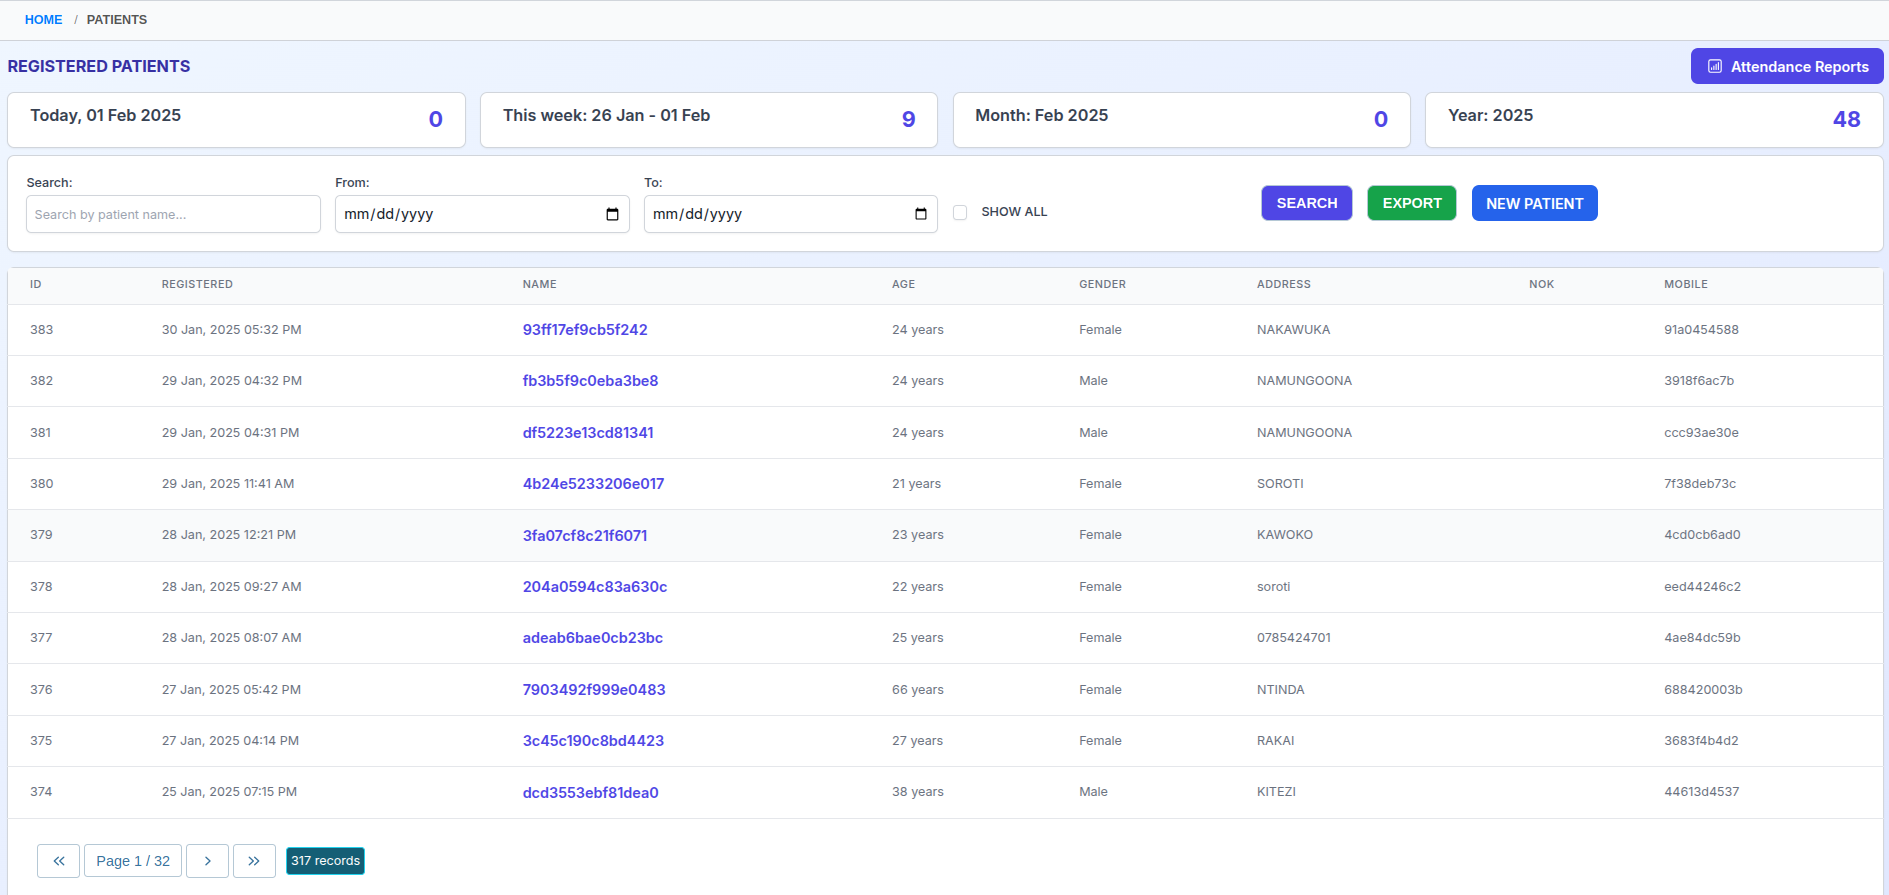 HOME / PATIENTS
REGISTERED PATIENTS
Attendance Reports
Today, 01 Feb 2025 0
This week: 26 Jan - 01 Feb 9
Month: Feb 2025 0
Year: 2025 48
Search: From: To:
Search by patient name... mm/dd/yyyy mm/dd/yyyy SHOW ALL SEARCH EXPORT NEW PATIENT
ID REGISTERED NAME AGE GENDER ADDRESS NOK MOBILE
383 30 Jan, 2025 05:32 PM 93ff17ef9cb5f242 24 years Female NAKAWUKA 91a0454588
382 29 Jan, 2025 04:32 PM fb3b5f9c0eba3be8 24 years Male NAMUNGOONA 3918f6ac7b
381 29 Jan, 2025 04:31 PM df5223e13cd81341 24 years Male NAMUNGOONA ccc93ae30e
380 29 Jan, 2025 11:41 AM 4b24e5233206e017 21 years Female SOROTI 7f38deb73c
379 28 Jan, 2025 12:21 PM 3fa07cf8c21f6071 23 years Female KAWOKO 4cd0cb6ad0
378 28 Jan, 2025 09:27 AM 204a0594c83a630c 22 years Female soroti eed44246c2
377 28 Jan, 2025 08:07 AM adeab6bae0cb23bc 25 years Female 0785424701 4ae84dc59b
376 27 Jan, 2025 05:42 PM 7903492f999e0483 66 years Female NTINDA 688420003b
375 27 Jan, 2025 04:14 PM 3c45c190c8bd4423 27 years Female RAKAI 3683f4b4d2
374 25 Jan, 2025 07:15 PM dcd3553ebf81dea0 38 years Male KITEZI 44613d4537
« Page 1 / 32 › » 317 records